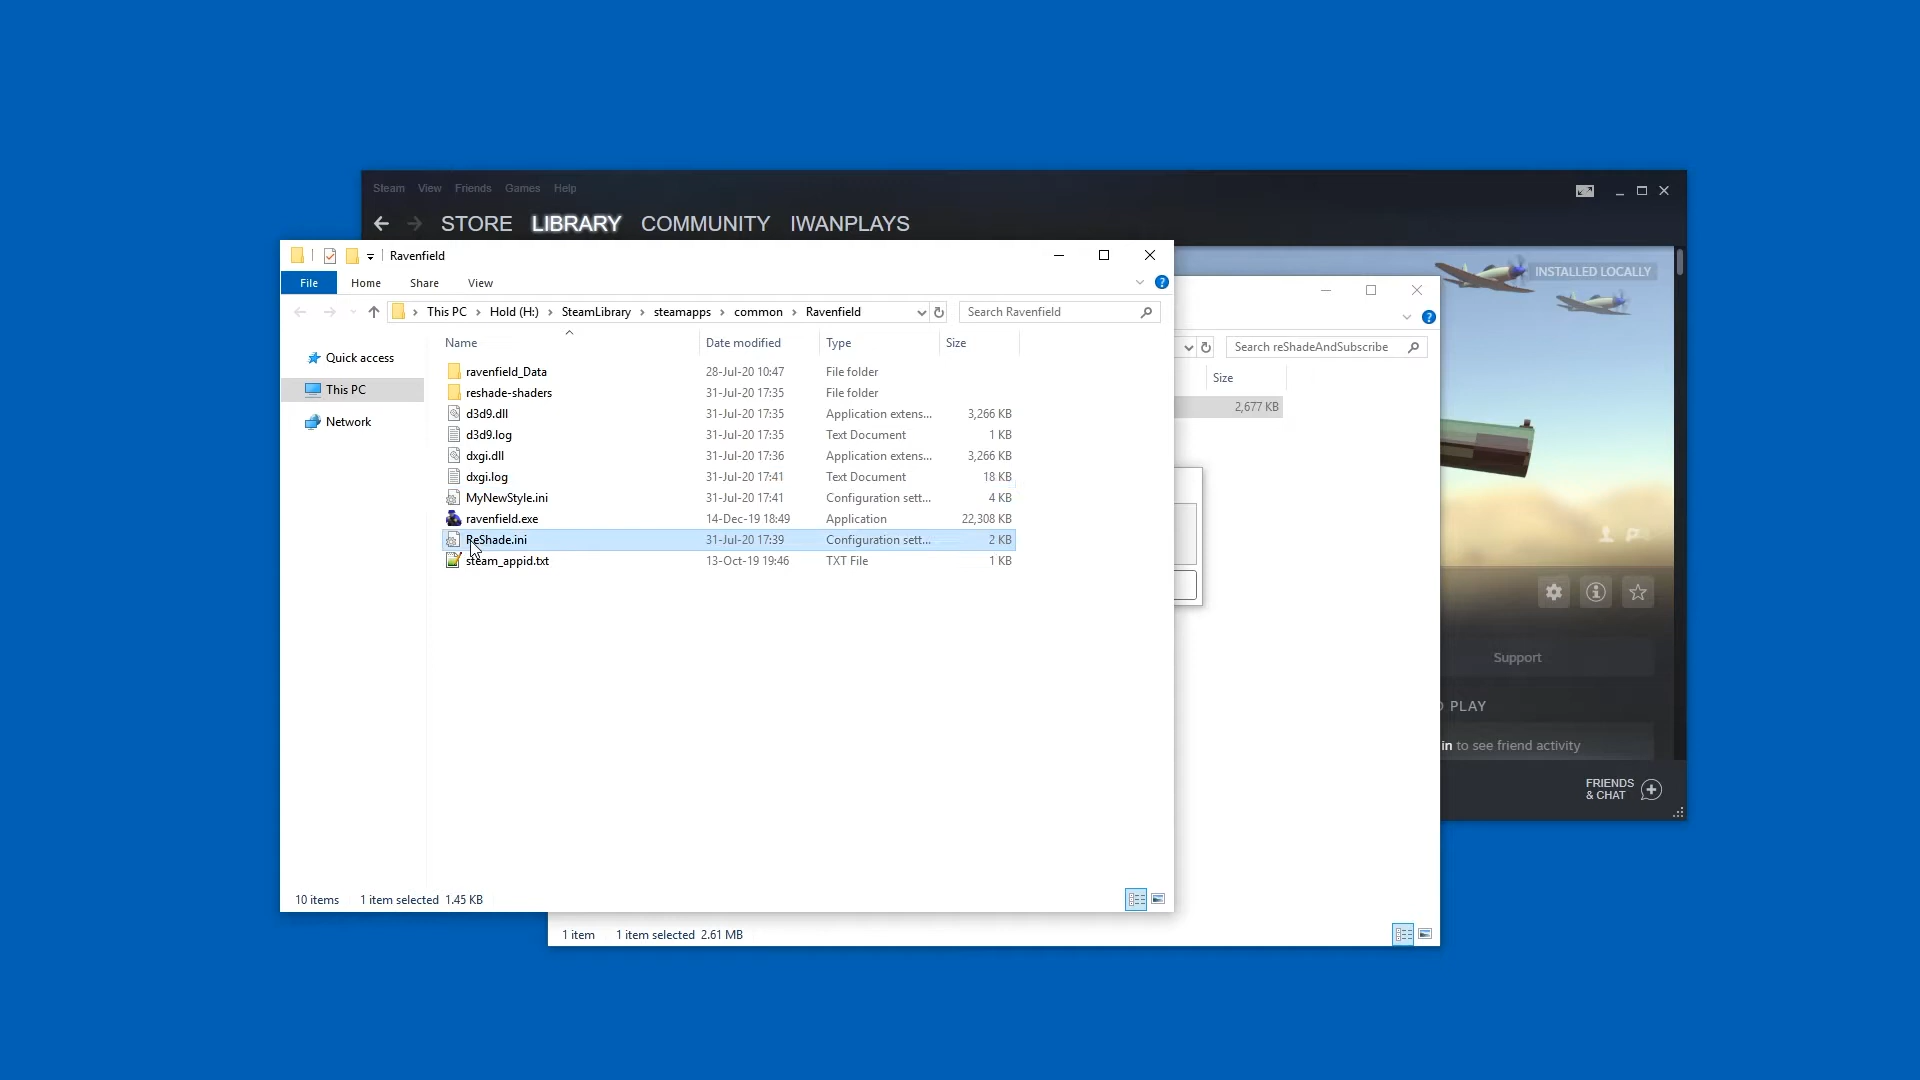 Steam View Friends Games Help
STORE LIBRARY COMMUNITY IWANPLAYS
INSTALLED LOCALLY
Ravenfield
File Home Share View
This PC > Hold (H:) > SteamLibrary > steamapps > common > Ravenfield
Search Ravenfield
Search reShadeAndSubscribe
Quick access
This PC
Network
Name Date modified Type Size
ravenfield_Data 28-Jul-20 10:47 File folder
reshade-shaders 31-Jul-20 17:35 File folder
d3d9.dll 31-Jul-20 17:35 Application extens... 3,266 KB
d3d9.log 31-Jul-20 17:35 Text Document 1 KB
dxgi.dll 31-Jul-20 17:36 Application extens... 3,266 KB
dxgi.log 31-Jul-20 17:41 Text Document 18 KB
MyNewStyle.ini 31-Jul-20 17:41 Configuration sett... 4 KB
ravenfield.exe 14-Dec-19 18:49 Application 22,308 KB
ReShade.ini 31-Jul-20 17:39 Configuration sett... 2 KB
steam_appid.txt 13-Oct-19 19:46 TXT File 1 KB
Size
2,677 KB
Support
PLAY
in to see friend activity
FRIENDS
& CHAT
10 items 1 item selected 1.45 KB
1 item 1 item selected 2.61 MB